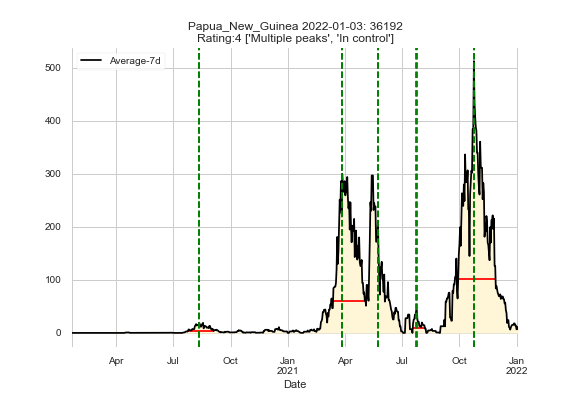 Papua_New_Guinea 2022-01-03: 36192
Rating:4 ['Multiple peaks', 'In control']
Average-7d
500
400
300
200
100
0
Apr Jul Oct Jan Apr Jul Oct Jan
2021 2022
Date